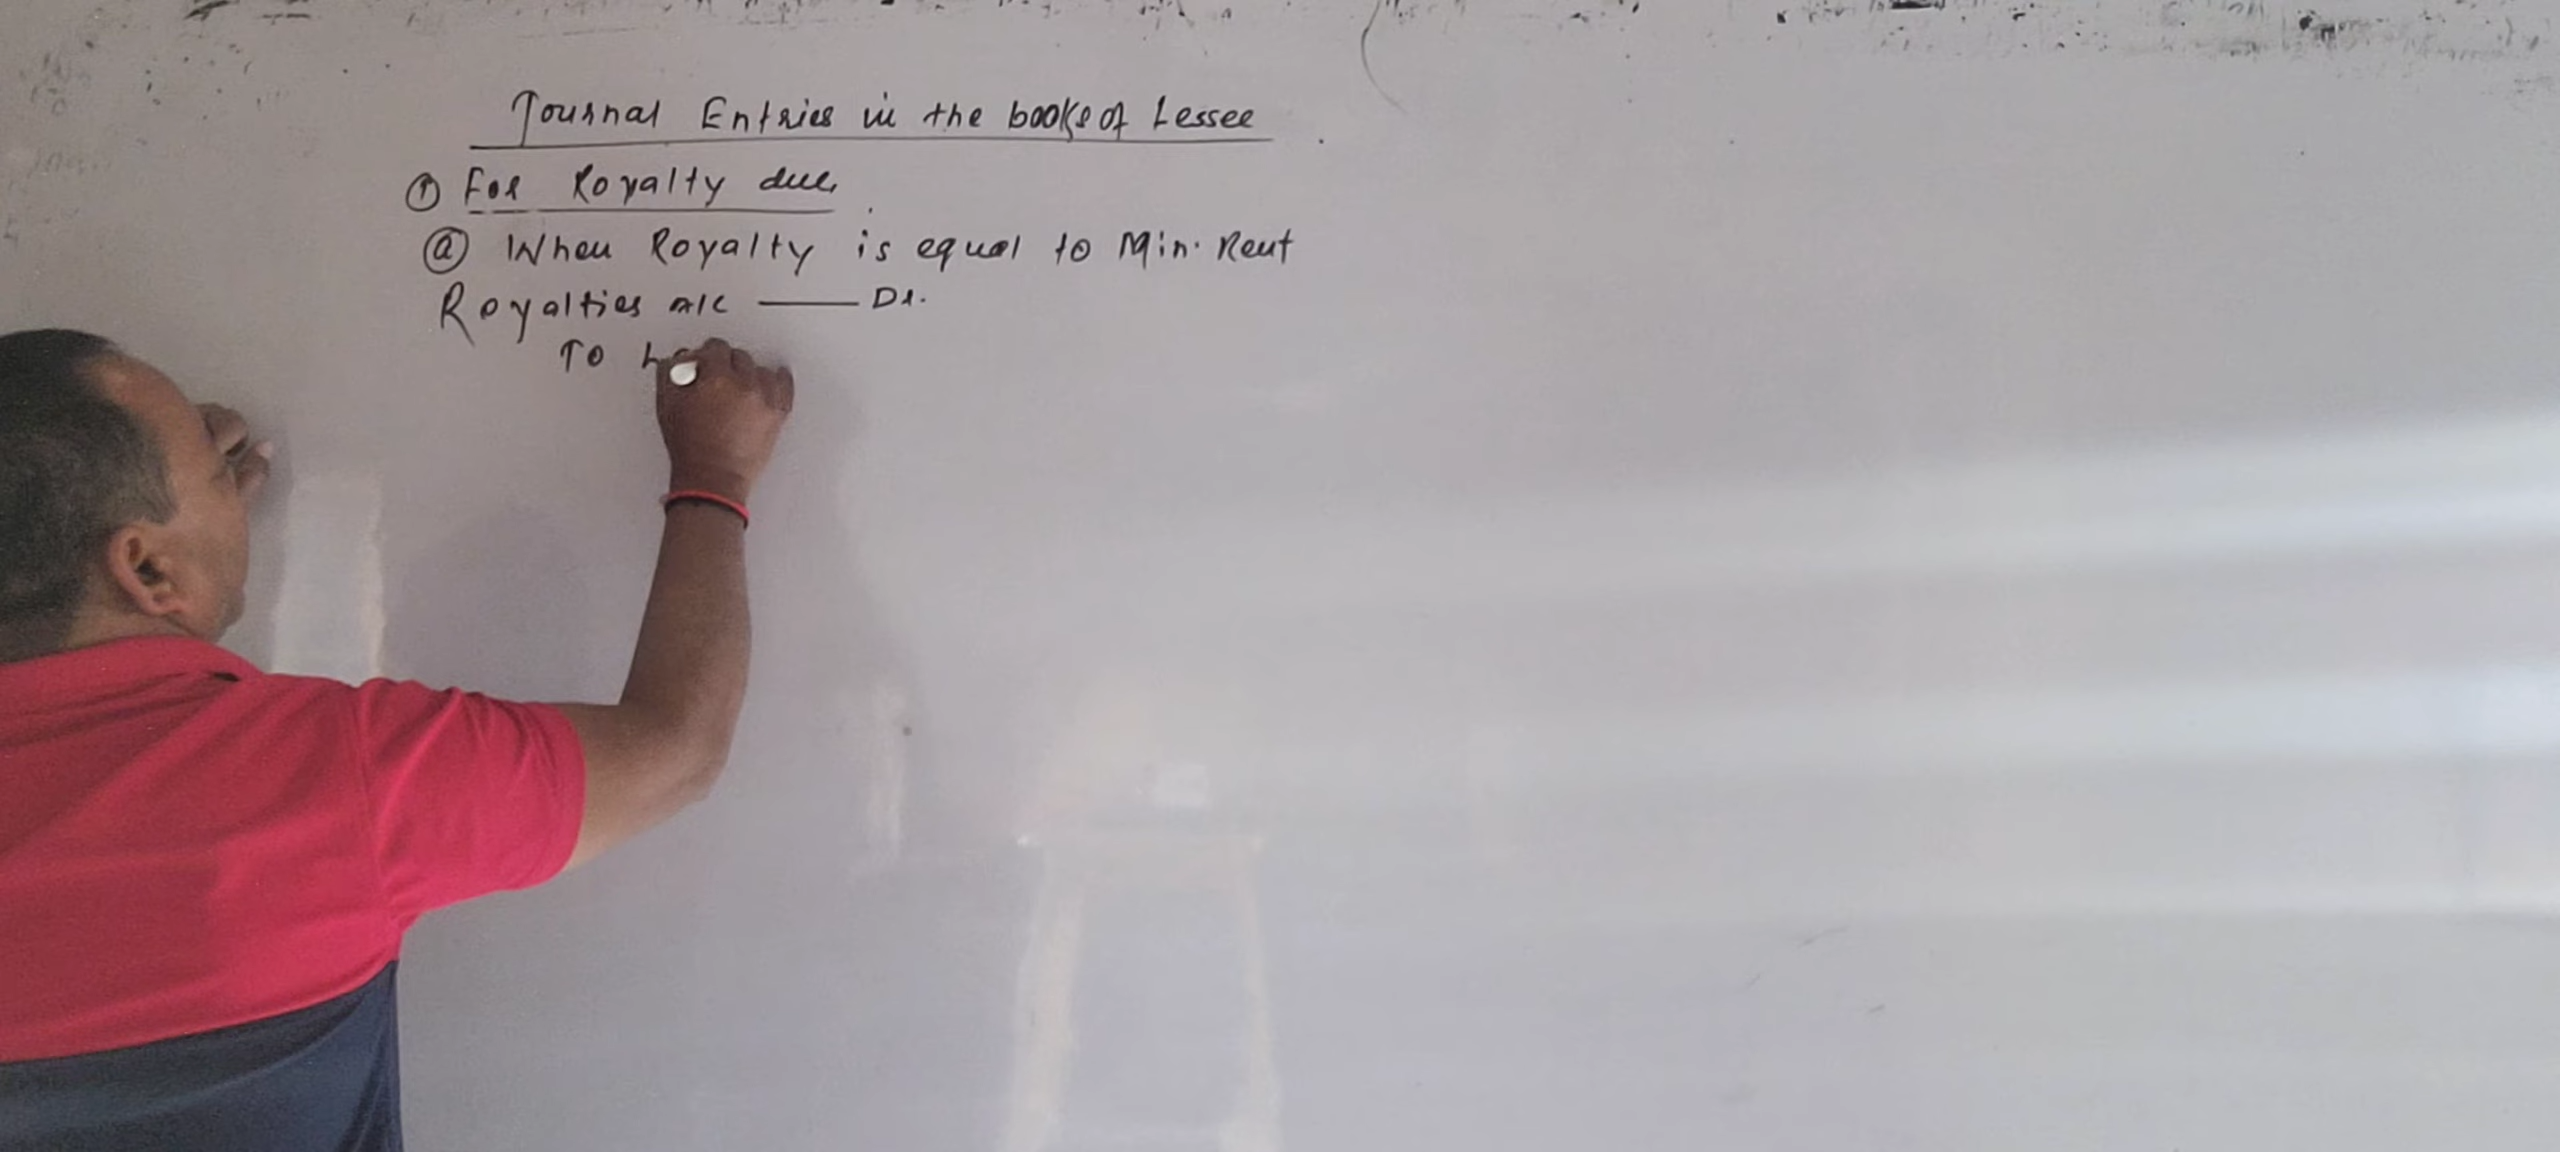 Journal Entries in the books of Lessee
① For Royalty due,
ⓐ When Royalty is equal to Min. Rent
Royalties A/c —— Dr.
To